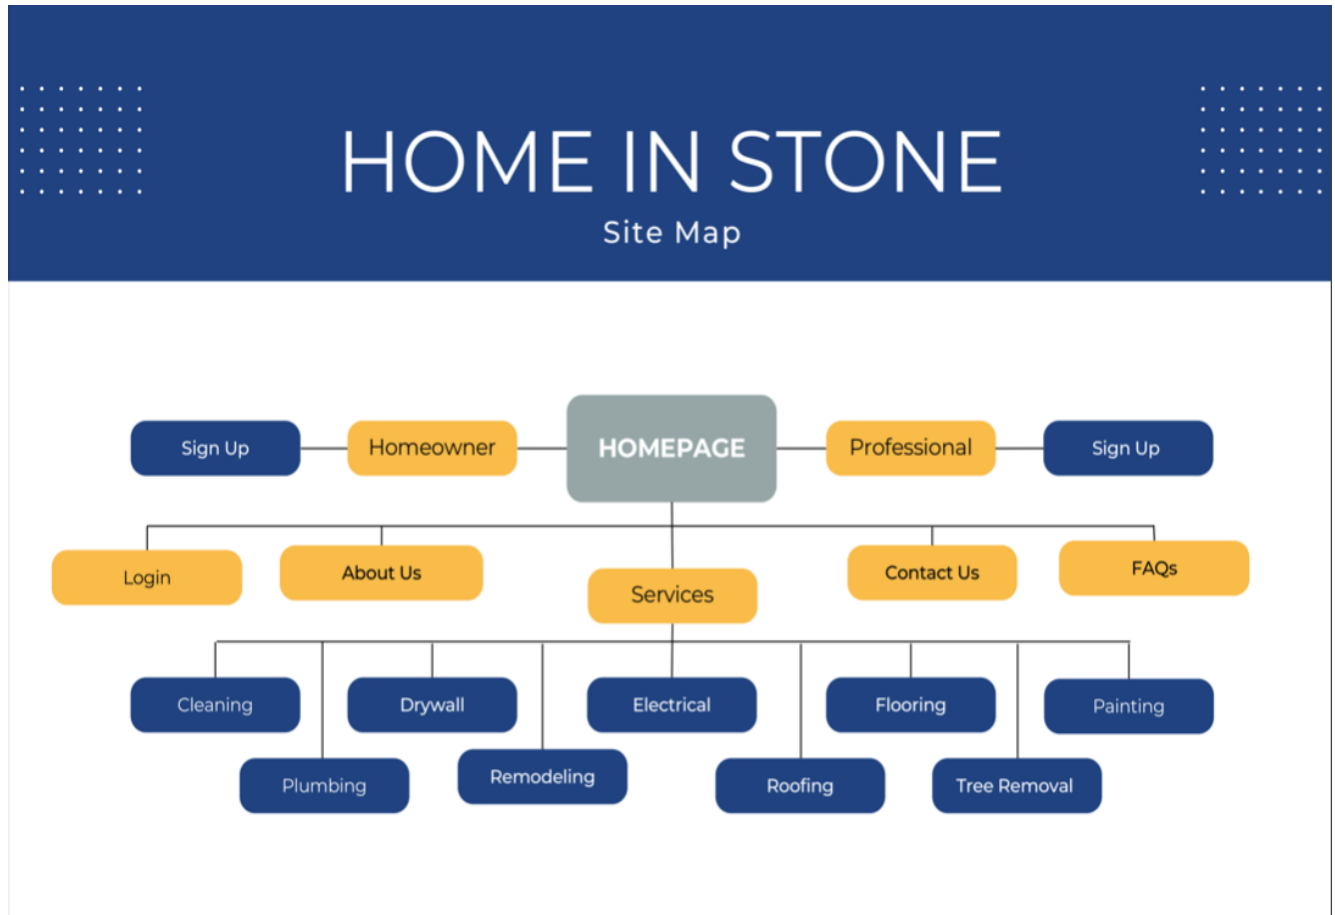 HOME IN STONE
Site Map
Sign Up
Homeowner
HOMEPAGE
Professional
Sign Up
Login
About Us
Services
Contact Us
FAQs
Cleaning
Drywall
Electrical
Flooring
Painting
Plumbing
Remodeling
Roofing
Tree Removal